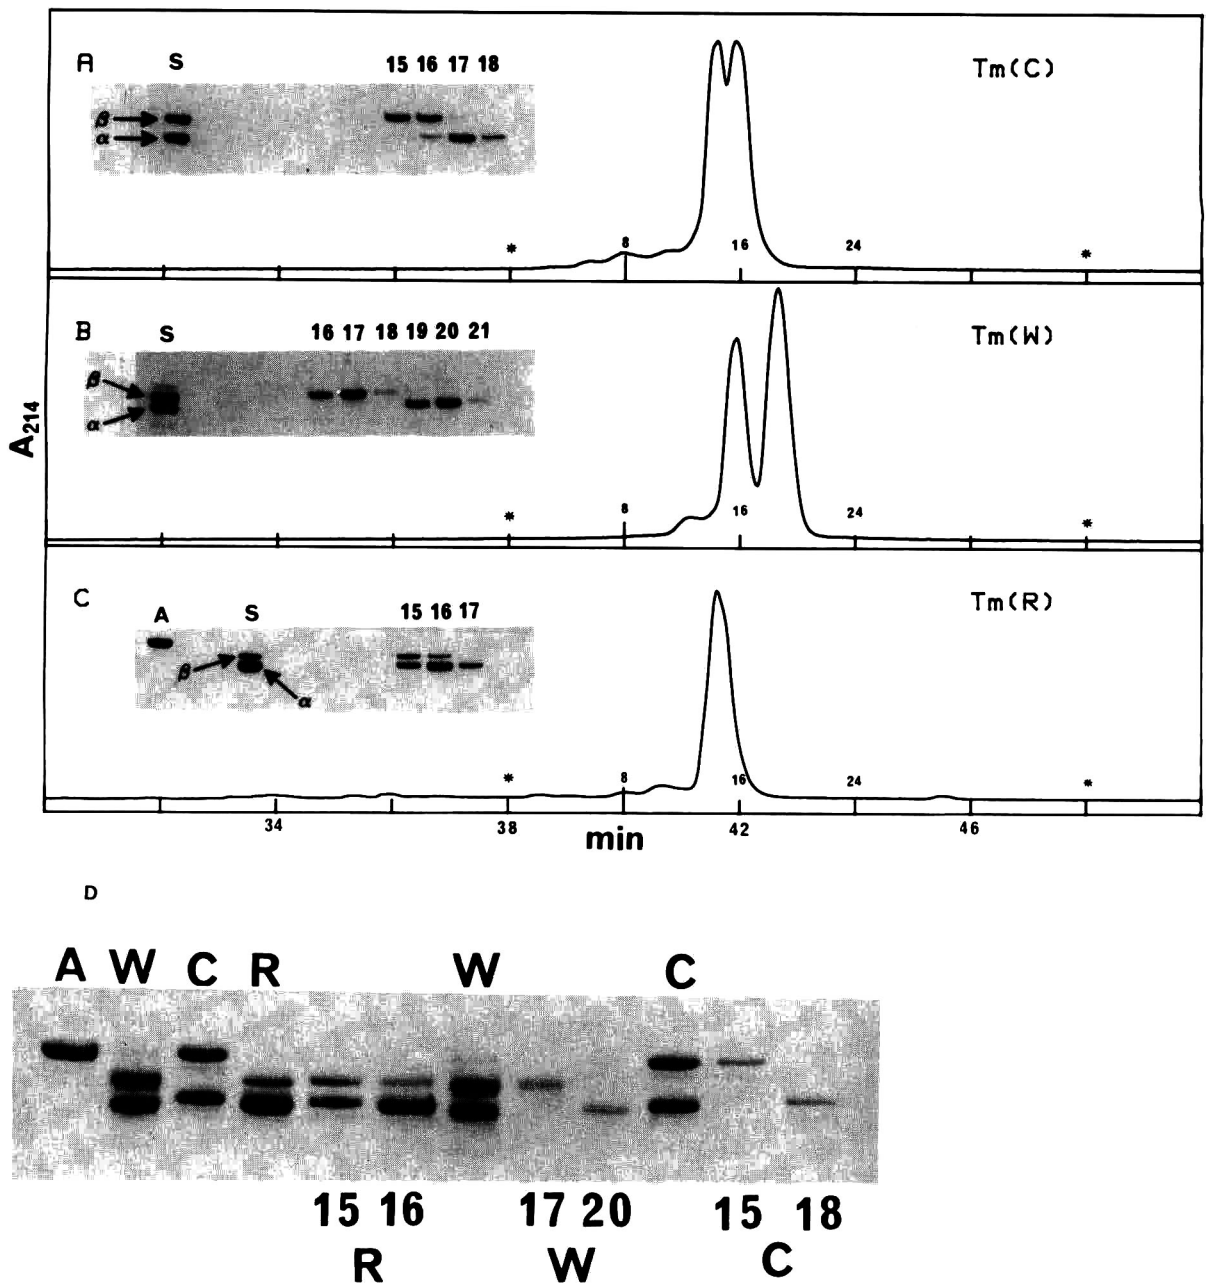 A S 15 16 17 18 Tm(C)
β
α
* 8 16 24 *
B S 16 17 18 19 20 21 Tm(W)
β
α
A214
* 8 16 24 *
C A S 15 16 17 Tm(R)
β
α
* 8 16 24 *
34 38 42 46
min
D
A W C R W C
15 16 17 20 15 18
R W C